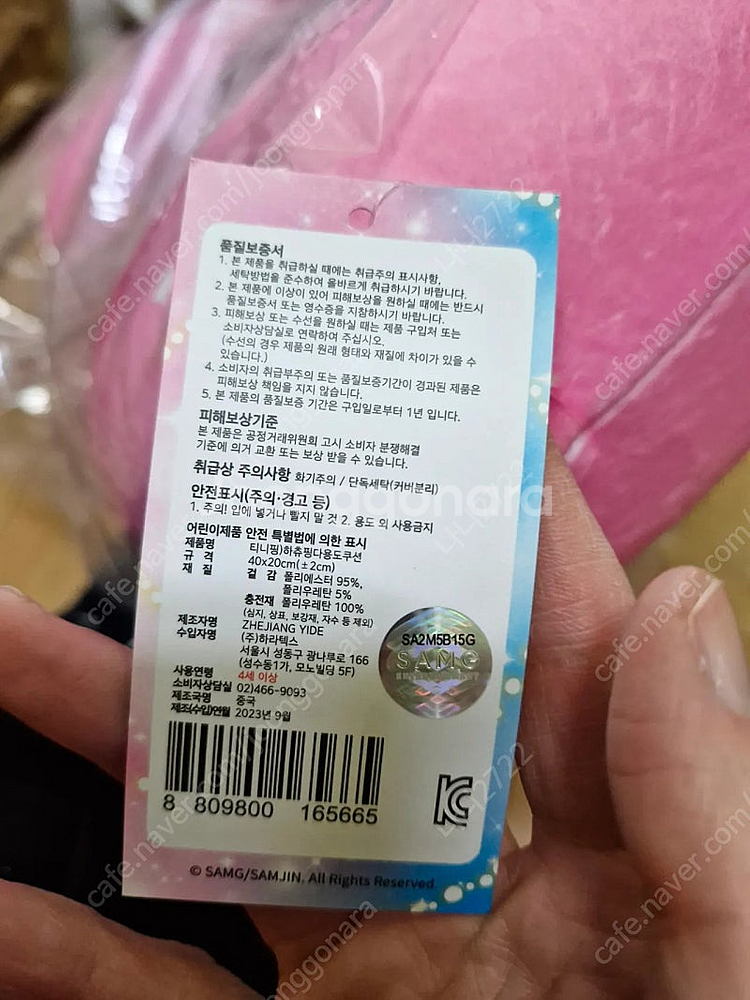 품질보증서
1. 본 제품을 취급하실 때에는 취급주의 표시사항,
세탁방법을 준수하여 올바르게 취급하시기 바랍니다.
2. 본 제품에 이상이 있어 피해보상을 원하실 때에는 반드시
품질보증서 또는 영수증을 지참하시기 바랍니다.
3. 피해보상 또는 수선을 원하실 때는 제품 구입처 또는
소비자상담실로 연락하여 주십시오.
(수선의 경우 제품의 원래 형태와 재질에 차이가 있을 수
있습니다.)
4. 소비자의 취급부주의 또는 품질보증기간이 경과된 제품은
피해보상 책임을 지지 않습니다.
5. 본 제품의 품질보증 기간은 구입일로부터 1년 입니다.
피해보상기준
본 제품은 공정거래위원회 고시 소비자 분쟁해결
기준에 의거 교환 또는 보상 받을 수 있습니다.
취급상 주의사항 화기주의 / 단독세탁(커버분리)
안전표시(주의·경고 등)
1. 주의! 입에 넣거나 빨지 말 것 2. 용도 외 사용금지
어린이제품 안전 특별법에 의한 표시
제품명 티니핑)하츄핑다용도쿠션
규 격 40x20cm(±2cm)
재 질 겉 감 폴리에스터 95%,
폴리우레탄 5%
충전재 폴리우레탄 100%
(심지, 상표, 보강재, 자수 등 제외)
제조자명 ZHEJIANG YIDE
수입자명 (주)하라텍스
서울시 성동구 광나루로 166
(성수동1가, 모노빌딩 5F)
사용연령 4세 이상
소비자상담실 02)466-9093
제조국명 중국
제조(수입)연월 2023년 9월
SA2M5B15G
SAMG
ENTERTAINMENT
8 809800 165665
KC
© SAMG/SAMJIN. All Rights Reserved.
joonggonara
cafe.naver.com/joonggonara